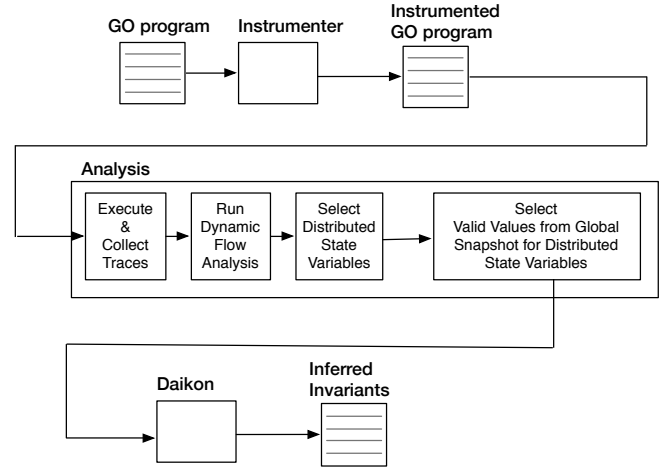 GO program
Instrumenter
Instrumented
GO program
Analysis
Execute
&
Collect
Traces
Run
Dynamic
Flow
Analysis
Select
Distributed
State
Variables
Select
Valid Values from Global
Snapshot for Distributed
State Variables
Daikon
Inferred
Invariants